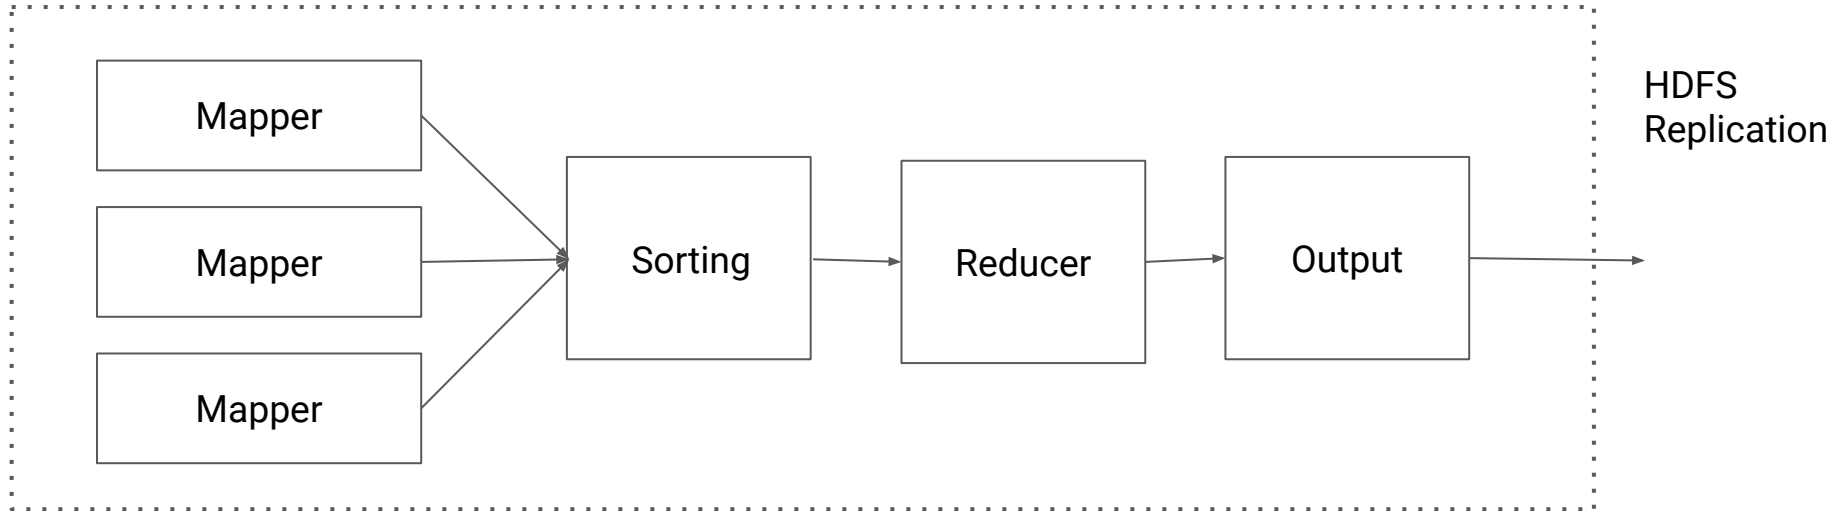 Mapper
Mapper
Mapper
Sorting
Reducer
Output
HDFS
Replication